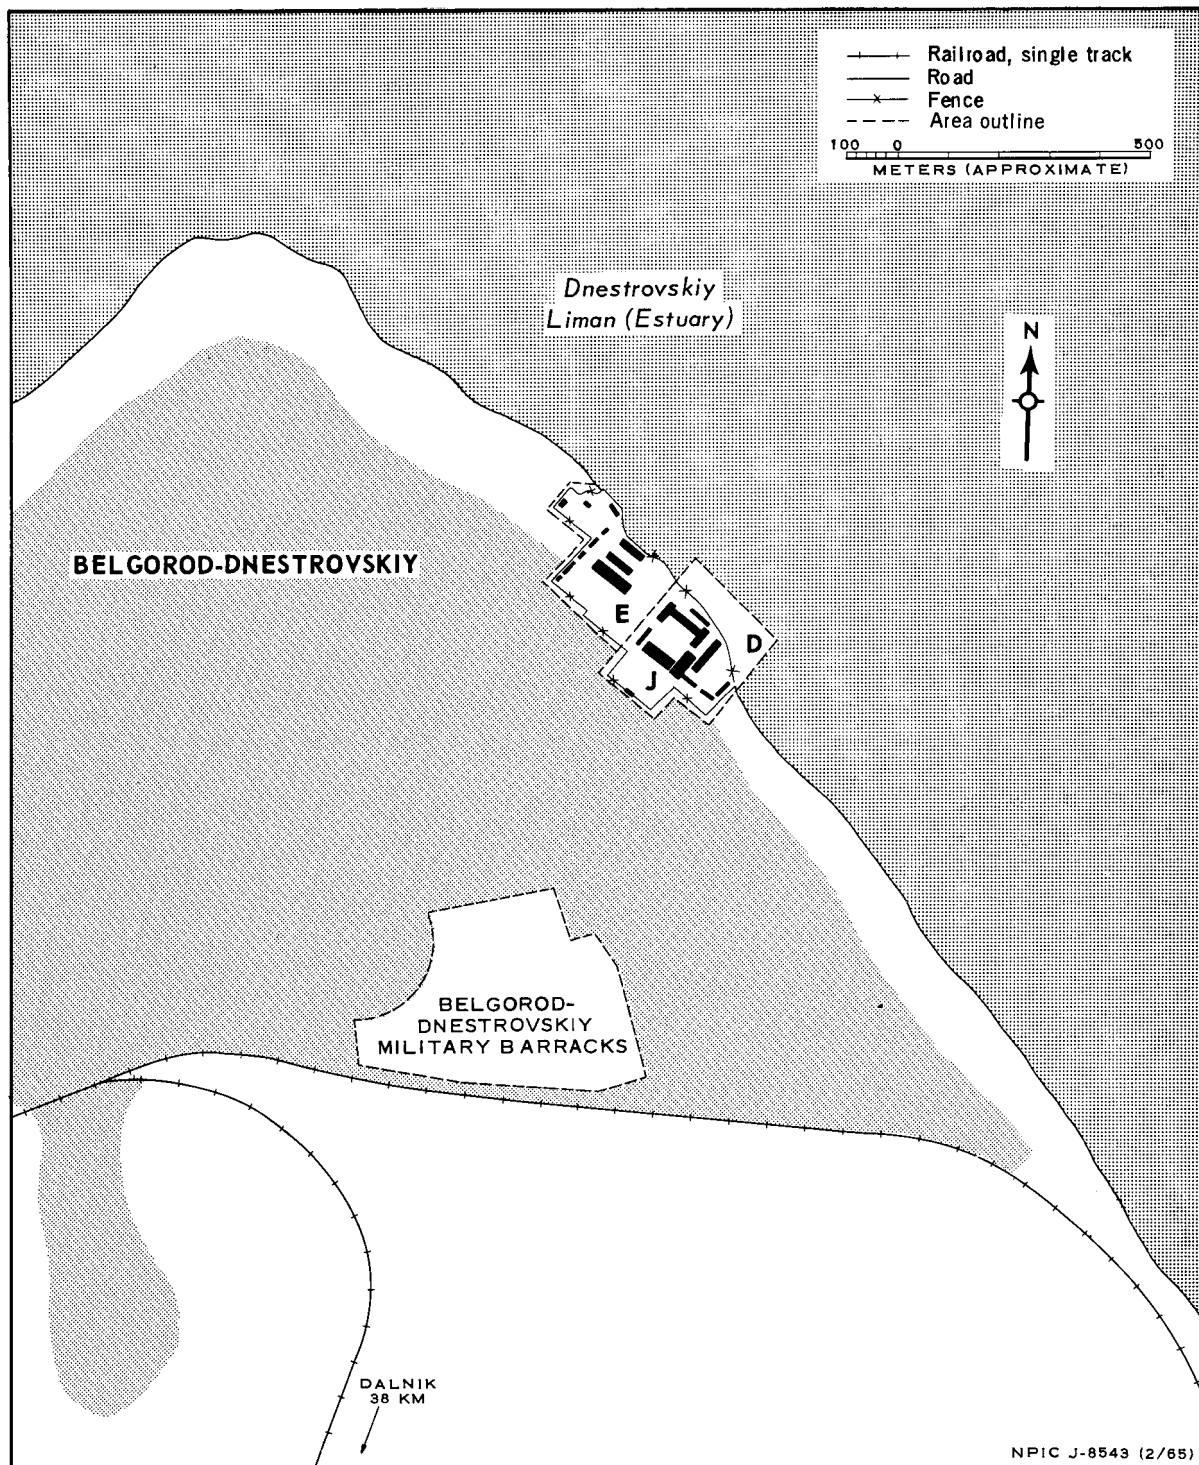 Railroad, single track
Road
Fence
Area outline
100 0 500
METERS (APPROXIMATE)
Dnestrovskiy
Liman (Estuary)
N
BELGOROD-DNESTROVSKIY
E
D
J
BELGOROD-
DNESTROVSKIY
MILITARY BARRACKS
DALNIK
38 KM
NPIC J-8543 (2/65)